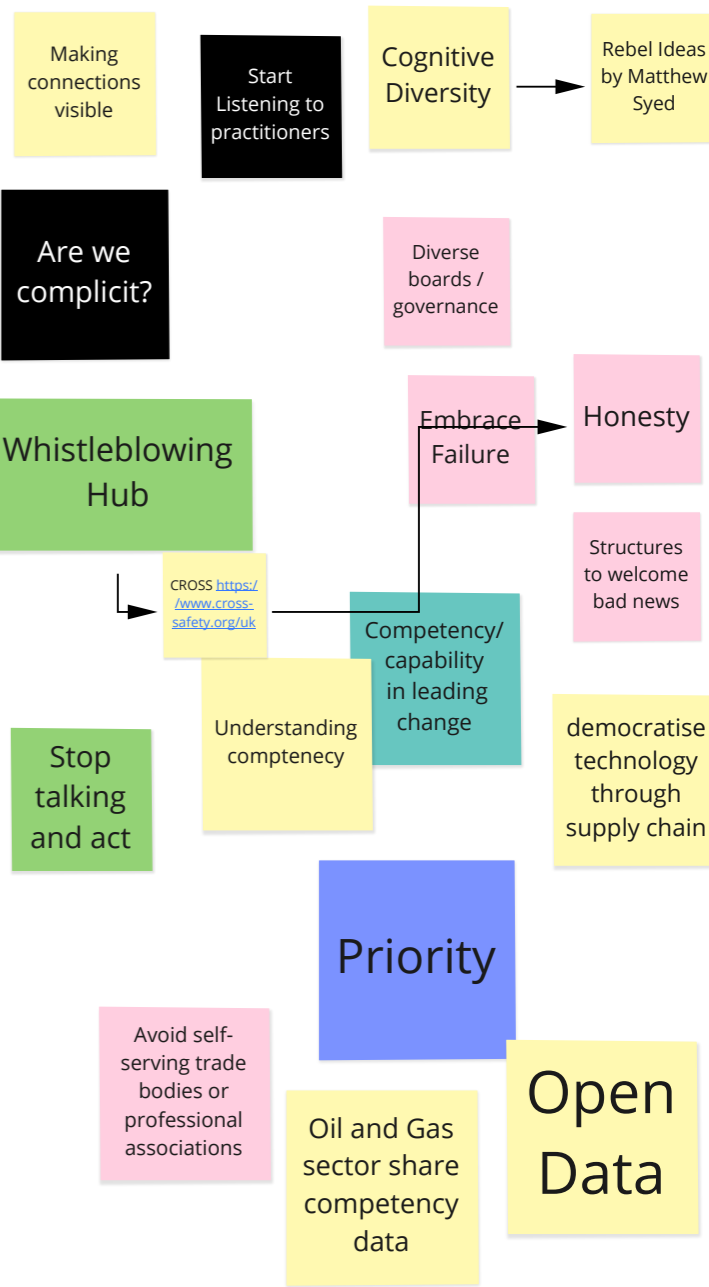 Making
connections
visible
Start
Listening to
practitioners
Cognitive
Diversity
Rebel Ideas
by Matthew
Syed
Are we
complicit?
Diverse
boards /
governance
Embrace
Failure
Honesty
Whistleblowing
Hub
Structures
to welcome
bad news
CROSS https:/
/www.cross-
safety.org/uk
Competency/
capability
in leading
change
Understanding
comptenecy
democratise
technology
through
supply chain
Stop
talking
and act
Priority
Avoid self-
serving trade
bodies or
professional
associations
Open
Data
Oil and Gas
sector share
competency
data